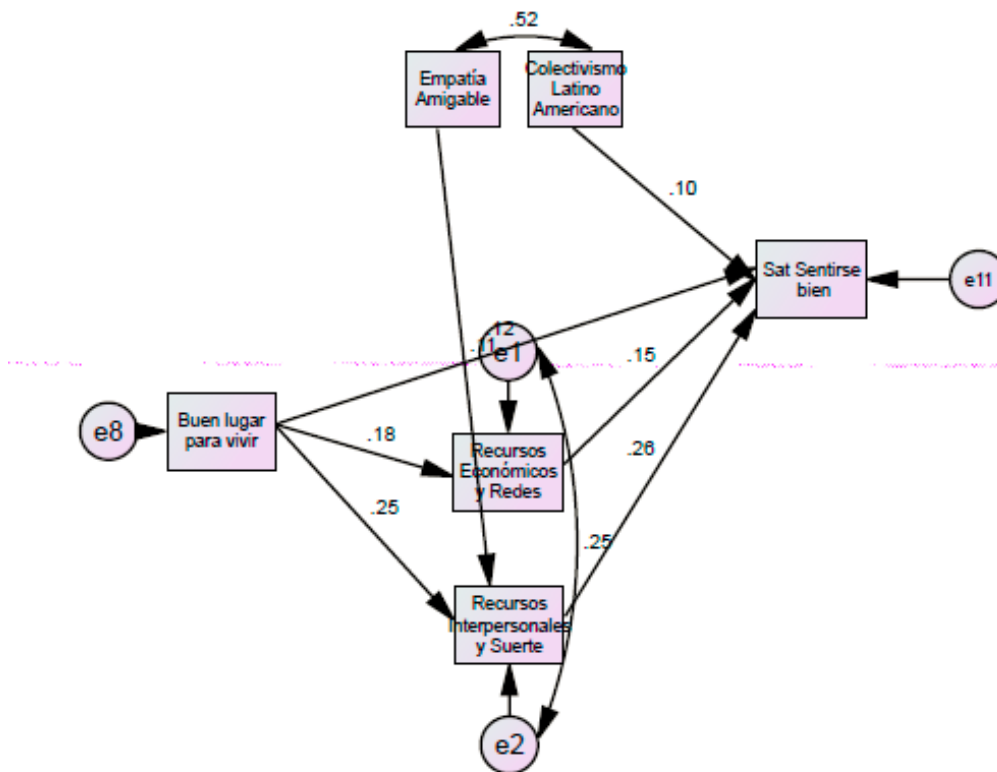 .52
Empatía
Amigable
Colectivismo
Latino
Americano
.10
Sat Sentirse
bien
e11
.12
.11
e1
.15
e8
Buen lugar
para vivir
.18
Recursos
Económicos
y Redes
.26
.25
.25
Recursos
Interpersonales
y Suerte
e2